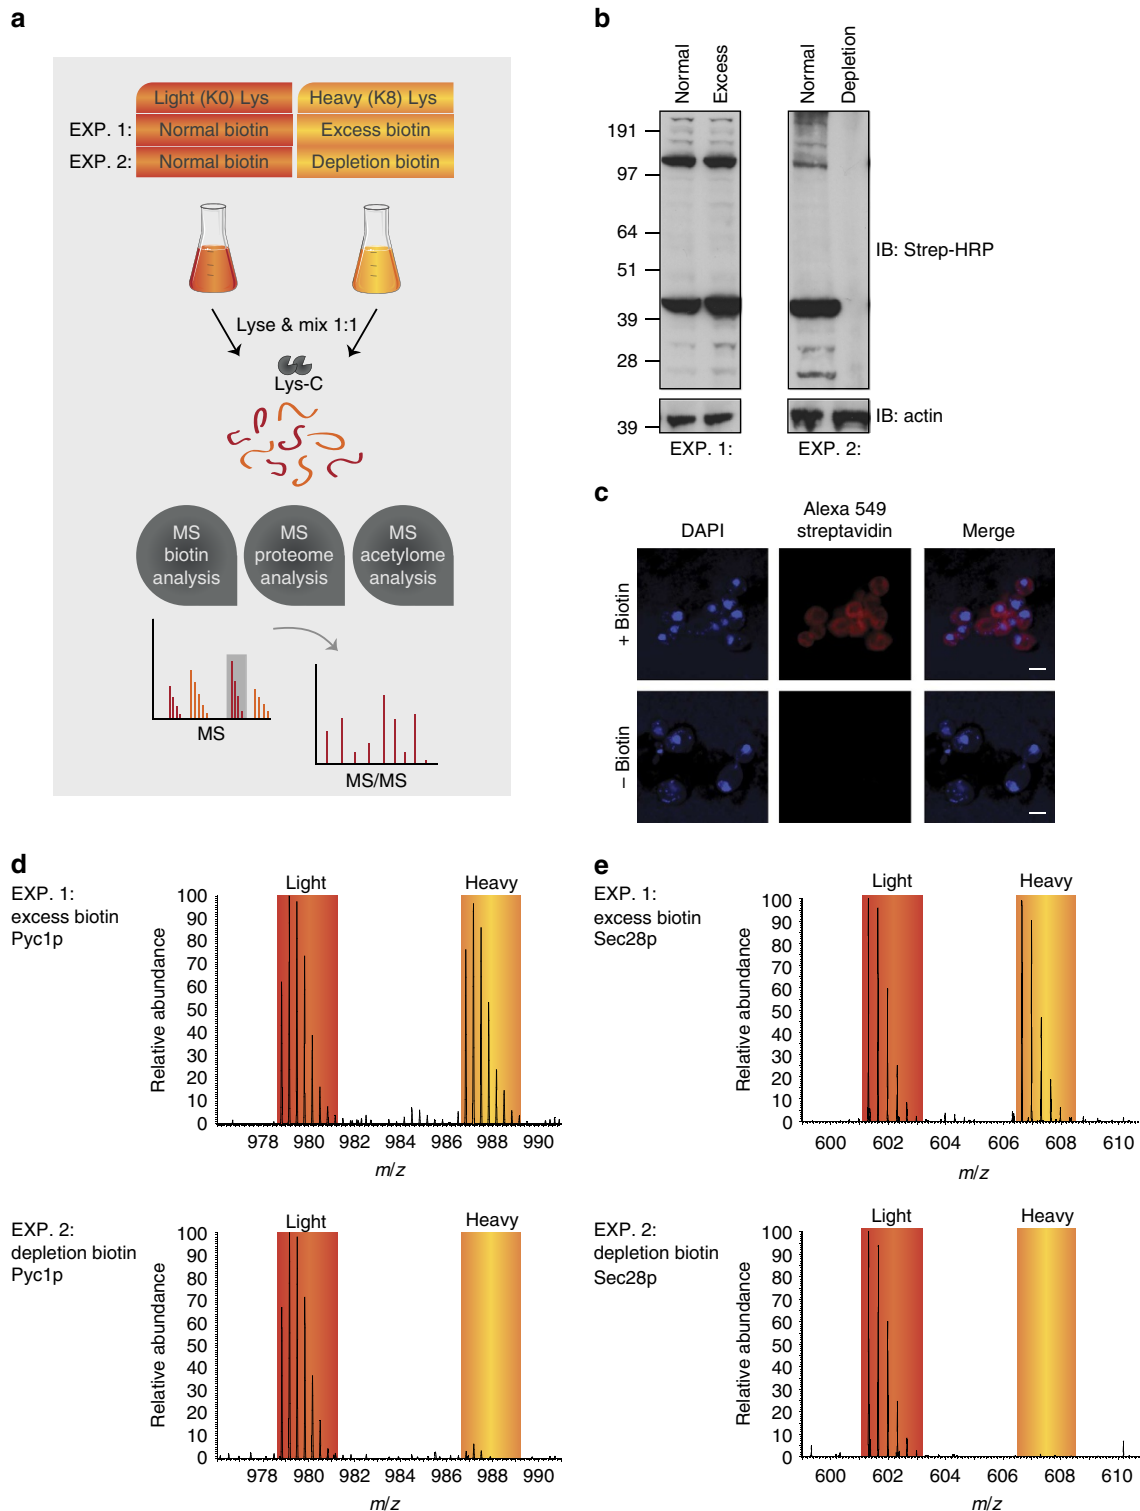 a
Light (K0) Lys
Heavy (K8) Lys
EXP. 1:
Normal biotin
Excess biotin
EXP. 2:
Normal biotin
Depletion biotin
Lyse & mix 1:1
Lys-C
MS
biotin
analysis
MS
proteome
analysis
MS
acetylome
analysis
MS
MS/MS
b
Normal
Excess
Normal
Depletion
191
97
64
51
39
28
39
IB: Strep-HRP
IB: actin
EXP. 1:
EXP. 2:
c
DAPI
Alexa 549
streptavidin
Merge
+ Biotin
– Biotin
d
EXP. 1:
excess biotin
Pyc1p
Light
Heavy
Relative abundance
100
90
80
70
60
50
40
30
20
10
0
978 980 982 984 986 988 990
m/z
EXP. 2:
depletion biotin
Pyc1p
Light
Heavy
Relative abundance
100
90
80
70
60
50
40
30
20
10
0
978 980 982 984 986 988 990
m/z
e
EXP. 1:
excess biotin
Sec28p
Light
Heavy
Relative abundance
100
90
80
70
60
50
40
30
20
10
0
600 602 604 606 608 610
m/z
EXP. 2:
depletion biotin
Sec28p
Light
Heavy
Relative abundance
100
90
80
70
60
50
40
30
20
10
0
600 602 604 606 608 610
m/z